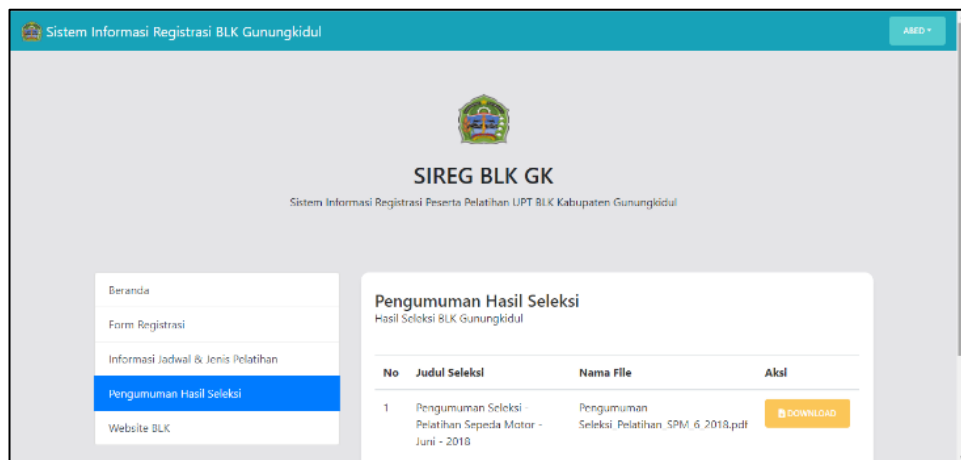 Sistem Informasi Registrasi BLK Gunungkidul
ABED
SIREG BLK GK
Sistem Informasi Registrasi Peserta Pelatihan UPT BLK Kabupaten Gunungkidul
Beranda
Form Registrasi
Informasi Jadwal & Jenis Pelatihan
Pengumuman Hasil Seleksi
Website BLK
Pengumuman Hasil Seleksi
Hasil Seleksi BLK Gunungkidul
No Judul Seleksi Nama File Aksi
1 Pengumuman Seleksi - Pengumuman DOWNLOAD
Pelatihan Sepeda Motor - Seleksi_Pelatihan_SPM_6_2018.pdf
Juni - 2018